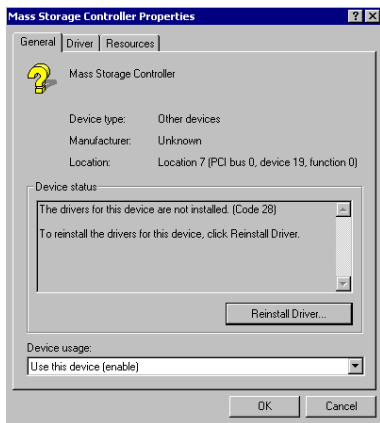 Mass Storage Controller Properties
General Driver Resources
Mass Storage Controller
Device type: Other devices
Manufacturer: Unknown
Location: Location 7 (PCI bus 0, device 19, function 0)
Device status
The drivers for this device are not installed. (Code 28)
To reinstall the drivers for this device, click Reinstall Driver.
Reinstall Driver...
Device usage:
Use this device (enable)
OK Cancel